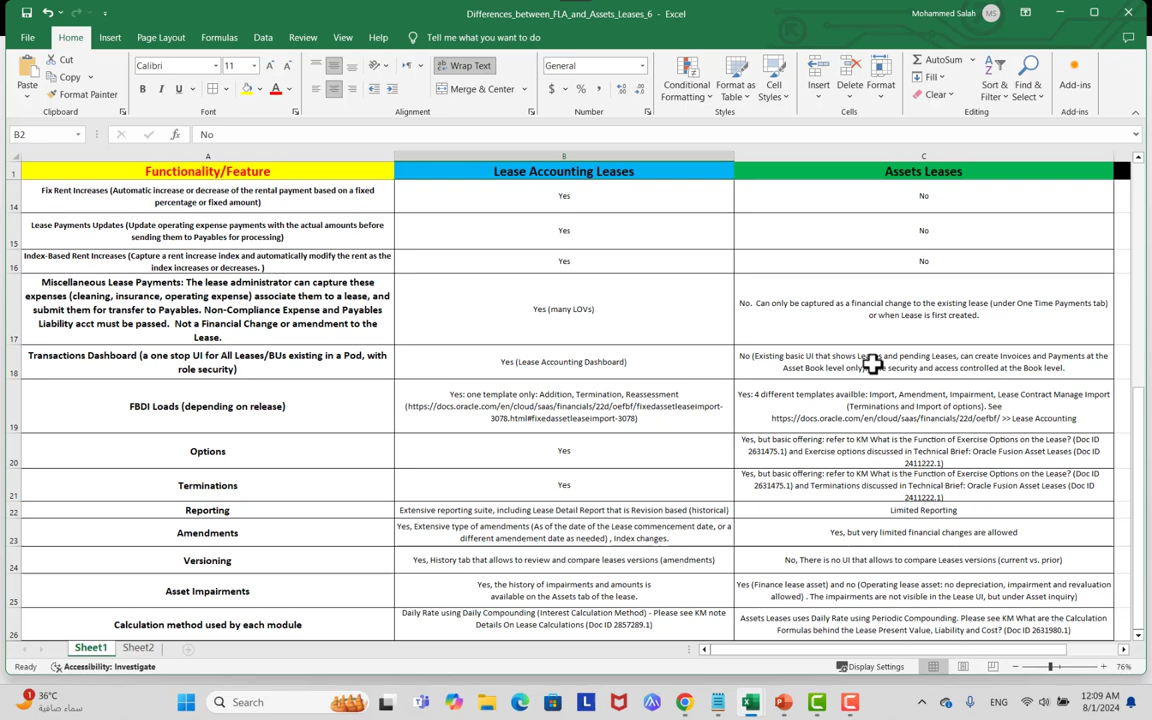 Differences_between_FLA_and_Assets_Leases_6 - Excel
Mohammed Salah
MS
File Home Insert Page Layout Formulas Data Review View Help Tell me what you want to do
Paste
Cut
Copy
Format Painter
Clipboard
Calibri 11
B I U
Font
Wrap Text
Merge & Center
Alignment
General
$ % ,
Number
Conditional Formatting
Format as Table
Cell Styles
Styles
Insert Delete Format
Cells
AutoSum
Fill
Clear
Sort & Filter
Find & Select
Editing
Add-ins
Add-ins
B2 fx No
A B C
1 Functionality/Feature Lease Accounting Leases Assets Leases
14 Fix Rent Increases (Automatic increase or decrease of the rental payment based on a fixed
percentage or fixed amount)
Yes
No
15 Lease Payments Updates (Update operating expense payments with the actual amounts before
sending them to Payables for processing)
Yes
No
16 Index-Based Rent Increases (Capture a rent increase index and automatically modify the rent as the
index increases or decreases. )
Yes
No
17 Miscellaneous Lease Payments: The lease administrator can capture these
expenses (cleaning, insurance, operating expense) associate them to a lease, and
submit them for transfer to Payables. Non-Compliance Expense and Payables
Liability acct must be passed. Not a Financial Change or amendment to the
Lease.
Yes (many LOVs)
No. Can only be captured as a financial change to the existing lease (under One Time Payments tab)
or when Lease is first created.
18 Transactions Dashboard (a one stop UI for All Leases/BUs existing in a Pod, with
role security)
Yes (Lease Accounting Dashboard)
No (Existing basic UI that shows and pending Leases, can create Invoices and Payments at the
Asset Book level only) security and access controlled at the Book level.
19 FBDI Loads (depending on release)
Yes: one template only: Addition, Termination, Reassessment
(https://docs.oracle.com/en/cloud/saas/financials/22d/oefbf/fixedassetleaseimport-
3078.html#fixedassetleaseimport-3078)
Yes: 4 different templates availble: Import, Amendment, Impairment, Lease Contract Manage Import
(Terminations and Import of options). See
https://docs.oracle.com/en/cloud/saas/financials/22d/oefbf/ >> Lease Accounting
20 Options
Yes
Yes, but basic offering: refer to KM What is the Function of Exercise Options on the Lease? (Doc ID
2631475.1) and Exercise options discussed in Technical Brief: Oracle Fusion Asset Leases (Doc ID
2411222.1)
21 Terminations
Yes
Yes, but basic offering: refer to KM What is the Function of Exercise Options on the Lease? (Doc ID
2631475.1) and Terminations discussed in Technical Brief: Oracle Fusion Asset Leases (Doc ID
2411222.1)
22 Reporting
Extensive reporting suite, including Lease Detail Report that is Revision based (historical)
Limited Reporting
23 Amendments
Yes, Extensive type of amendments (As of the date of the Lease commencement date, or a
different amendement date as needed) , Index changes.
Yes, but very limited financial changes are allowed
24 Versioning
Yes, History tab that allows to review and compare leases versions (amendments)
No, There is no UI that allows to compare Leases versions (current vs. prior)
25 Asset Impairments
Yes, the history of impairments and amounts is
available on the Assets tab of the lease.
Yes (Finance lease asset) and no (Operating lease asset: no depreciation, impairment and revaluation
allowed) . The impairments are not visible in the Lease UI, but under Asset inquiry)
26 Calculation method used by each module
Daily Rate using Daily Compounding (Interest Calculation Method) - Please see KM note
Details On Lease Calculations (Doc ID 2857289.1)
Assets Leases uses Daily Rate using Periodic Compounding. Please see KM What are the Calculation
Formulas behind the Lease Present Value, Liability and Cost? (Doc ID 2631980.1)
Sheet1 Sheet2
Ready Accessibility: Investigate Display Settings 76%
36°C
سماء صافية
Search
ENG
12:09 AM
8/1/2024